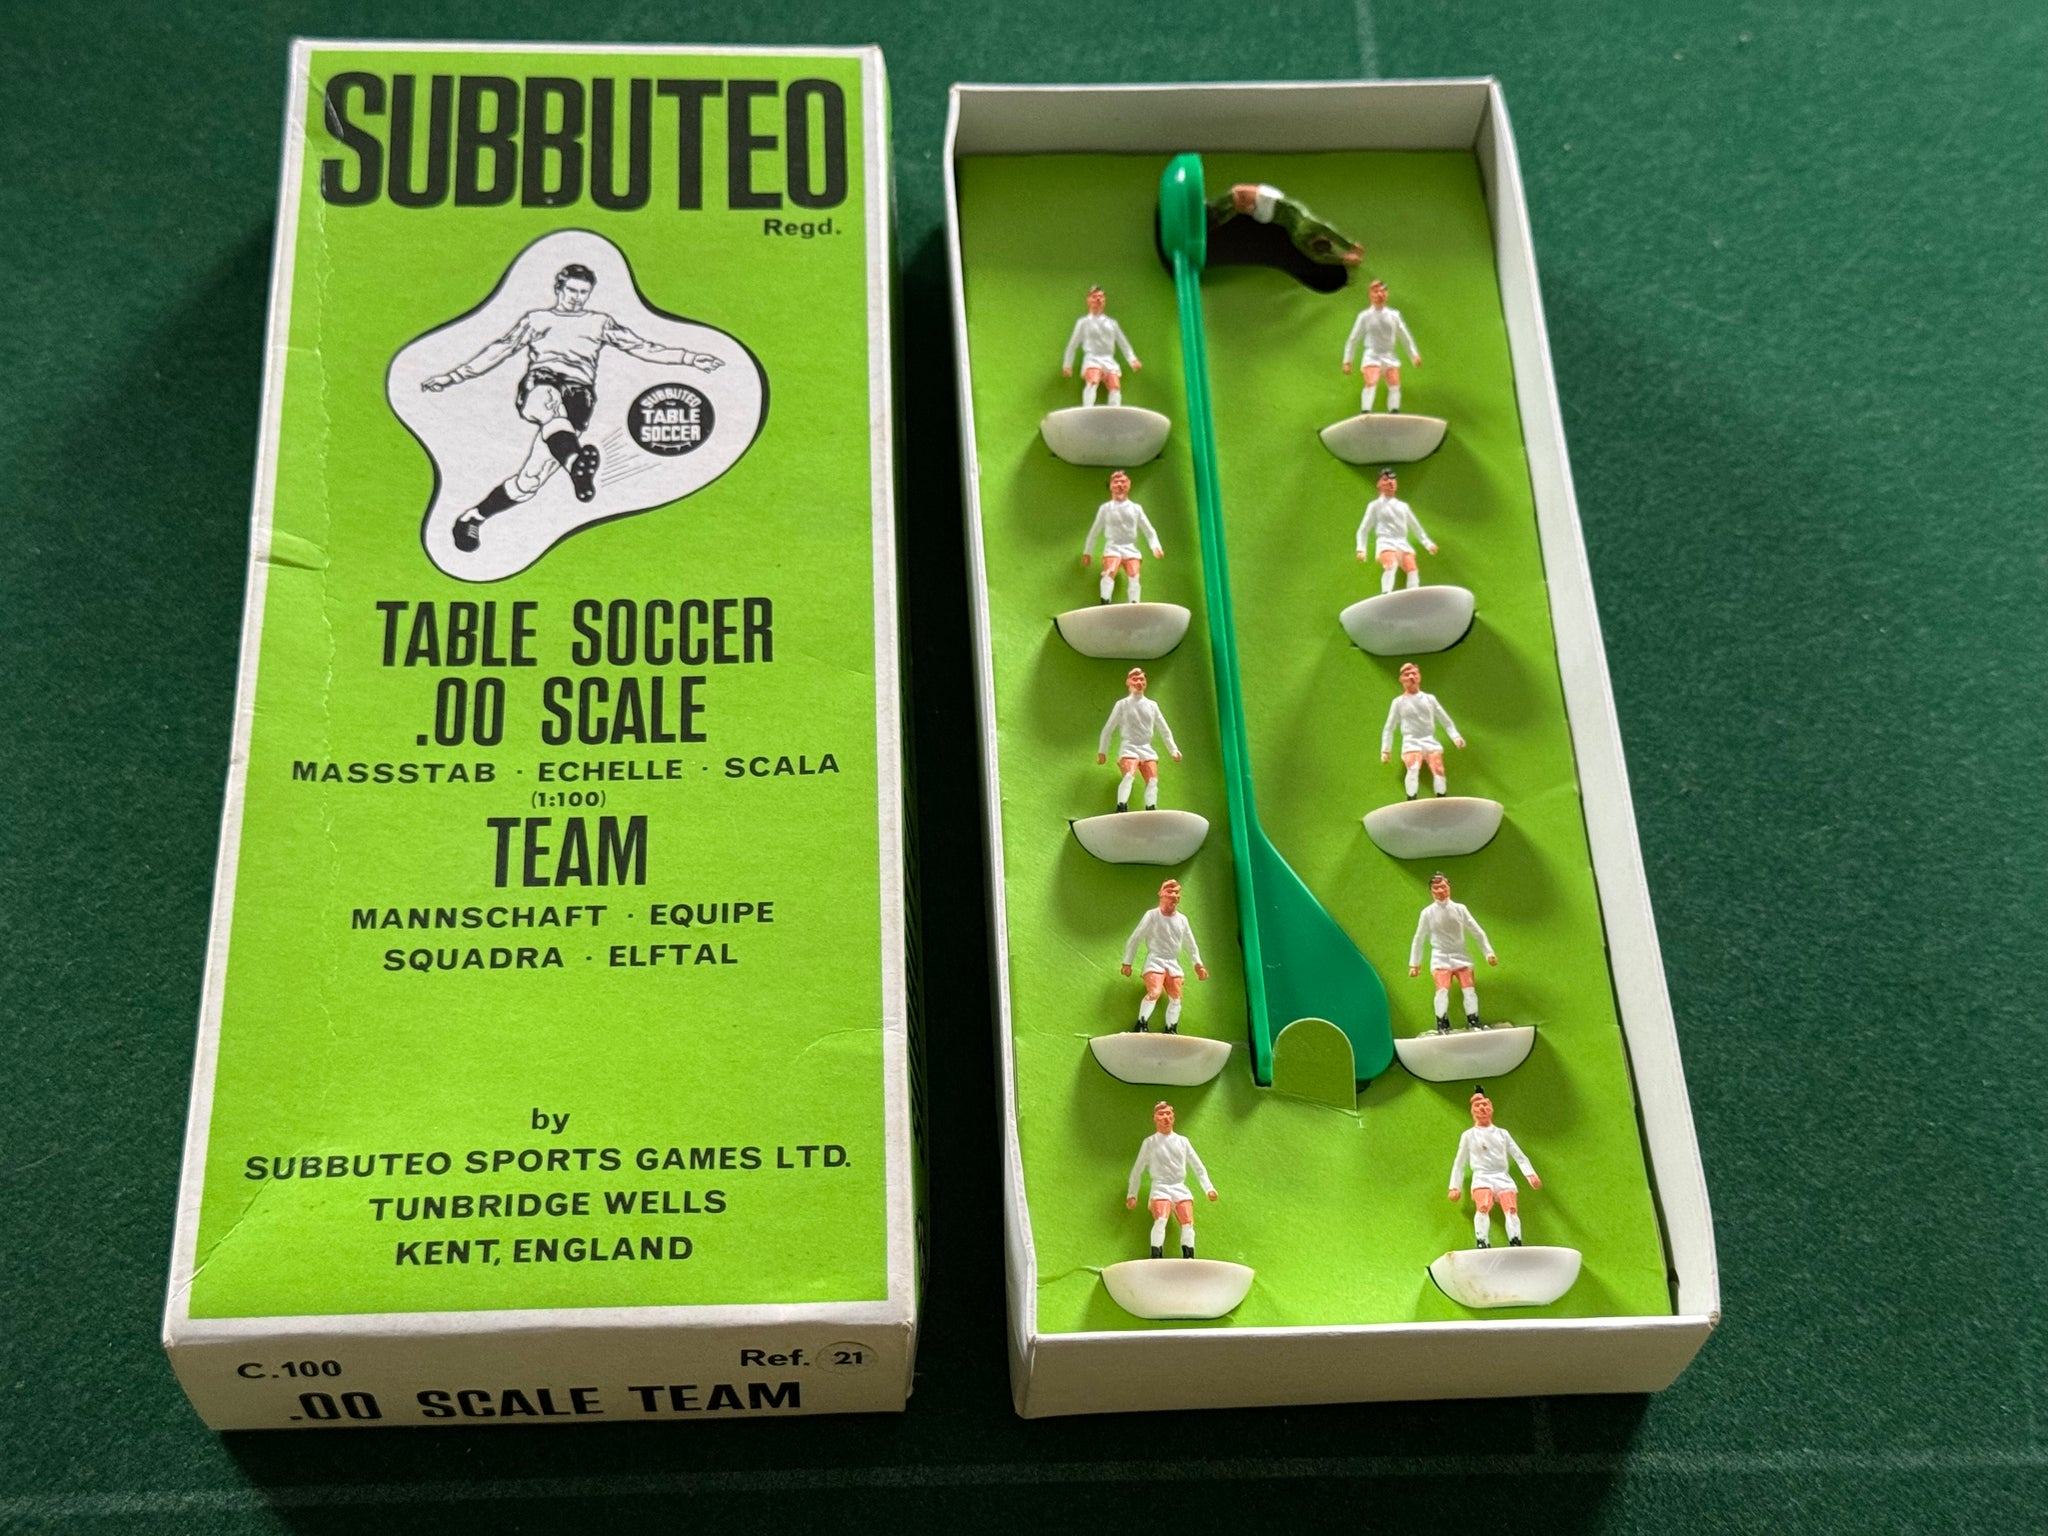 SUBBUTEO
Regd.
SUBBUTEO
TABLE
SOCCER
TABLE SOCCER
.00 SCALE
MASSSTAB · ECHELLE · SCALA
(1:100)
TEAM
MANNSCHAFT · EQUIPE
SQUADRA · ELFTAL
by
SUBBUTEO SPORTS GAMES LTD.
TUNBRIDGE WELLS
KENT, ENGLAND
C.100 Ref. 21
.00 SCALE TEAM